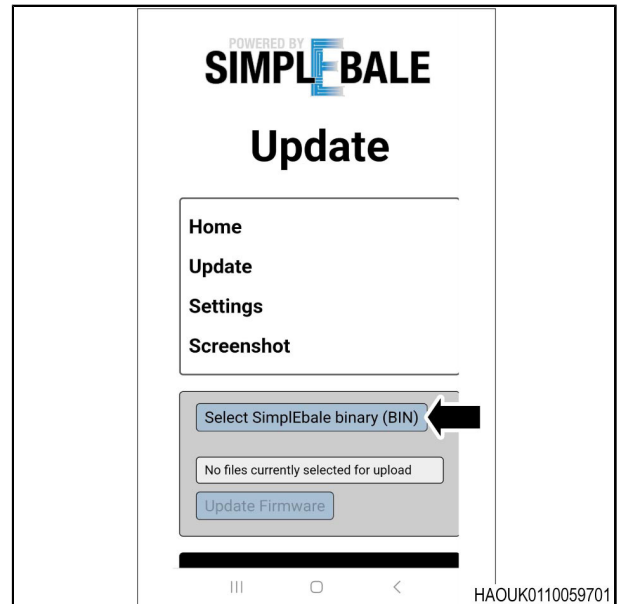 POWERED BY
SIMPLEBALE
Update
Home
Update
Settings
Screenshot
Select SimplEbale binary (BIN)
No files currently selected for upload
Update Firmware
HAOUK0110059701